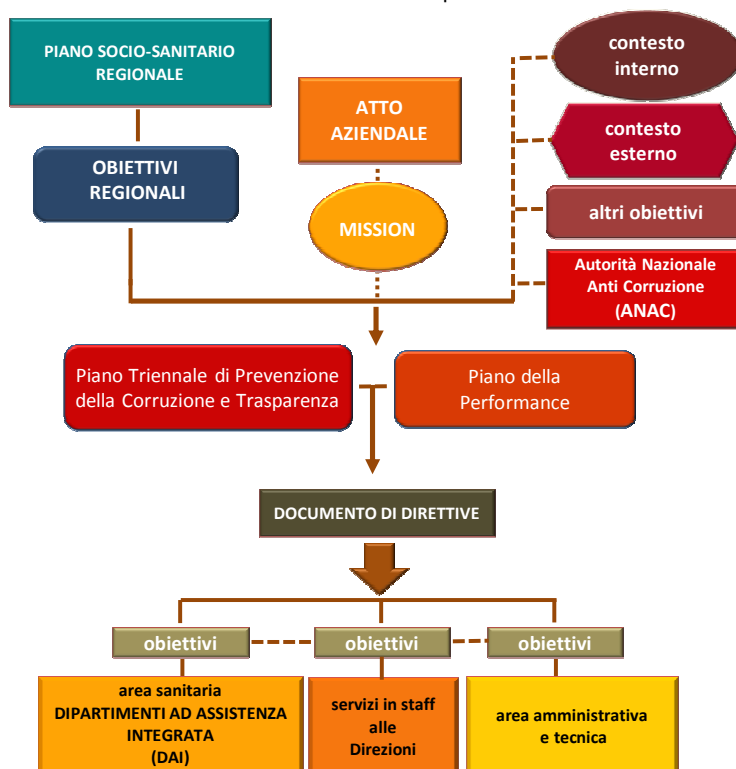 PIANO SOCIO-SANITARIO
REGIONALE
OBIETTIVI
REGIONALI
ATTO
AZIENDALE
MISSION
contesto
interno
contesto
esterno
altri obiettivi
Autorità Nazionale
Anti Corruzione
(ANAC)
Piano Triennale di Prevenzione
della Corruzione e Trasparenza
Piano della
Performance
DOCUMENTO DI DIRETTIVE
obiettivi
obiettivi
obiettivi
area sanitaria
DIPARTIMENTI AD ASSISTENZA
INTEGRATA
(DAI)
servizi in staff
alle
Direzioni
area amministrativa
e tecnica